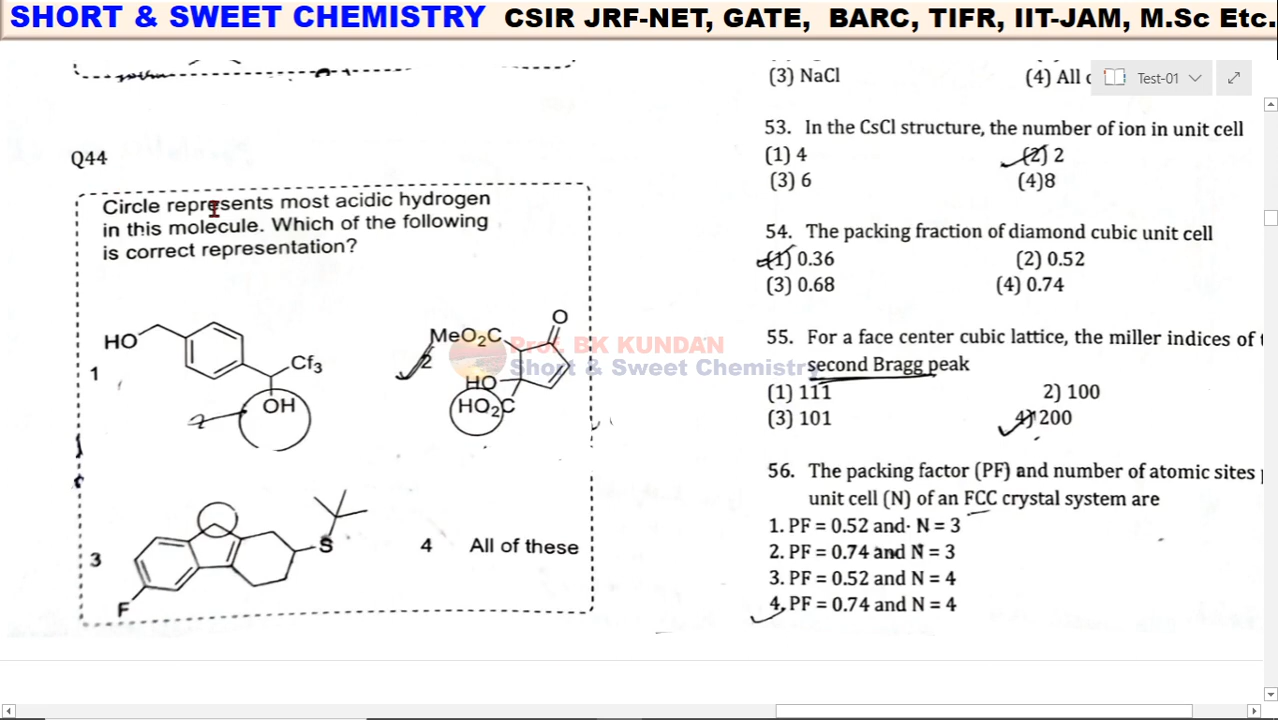 SHORT & SWEET CHEMISTRY CSIR JRF-NET, GATE, BARC, TIFR, IIT-JAM, M.Sc Etc.
Q44
Circle represents most acidic hydrogen
in this molecule. Which of the following
is correct representation?
HO
Cf3
1
OH
O
MeO2C
2
HO
HO2C
3
F
S
4 All of these
Prof. BK KUNDAN
Short & Sweet Chemistry
(3) NaCl (4) All
Test-01
53. In the CsCl structure, the number of ion in unit cell
(1) 4 (2) 2
(3) 6 (4)8
54. The packing fraction of diamond cubic unit cell
(1) 0.36 (2) 0.52
(3) 0.68 (4) 0.74
55. For a face center cubic lattice, the miller indices of
second Bragg peak
(1) 111 2) 100
(3) 101 4) 200
56. The packing factor (PF) and number of atomic sites
unit cell (N) of an FCC crystal system are
1. PF = 0.52 and N = 3
2. PF = 0.74 and N = 3
3. PF = 0.52 and N = 4
4. PF = 0.74 and N = 4